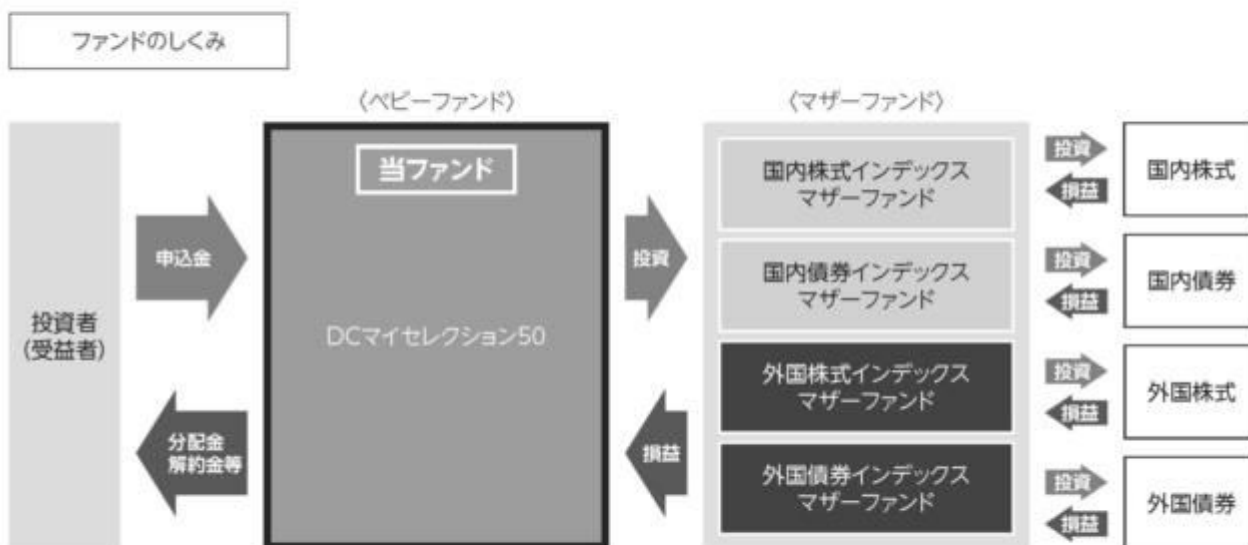 ファンドのしくみ
〈ベビーファンド〉
〈マザーファンド〉
投資者
(受益者)
申込金
分配金
解約金等
当ファンド
DCマイセレクション50
投資
損益
国内株式インデックス
マザーファンド
国内債券インデックス
マザーファンド
外国株式インデックス
マザーファンド
外国債券インデックス
マザーファンド
投資
損益
国内株式
投資
損益
国内債券
投資
損益
外国株式
投資
損益
外国債券